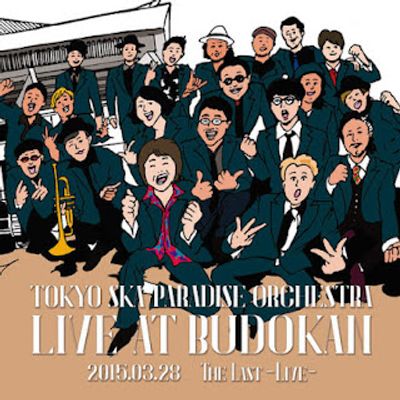 TOKYO SKA PARADISE ORCHESTRA
LIVE AT BUDOKAN
2015.03.28 THE LAST -LIVE-